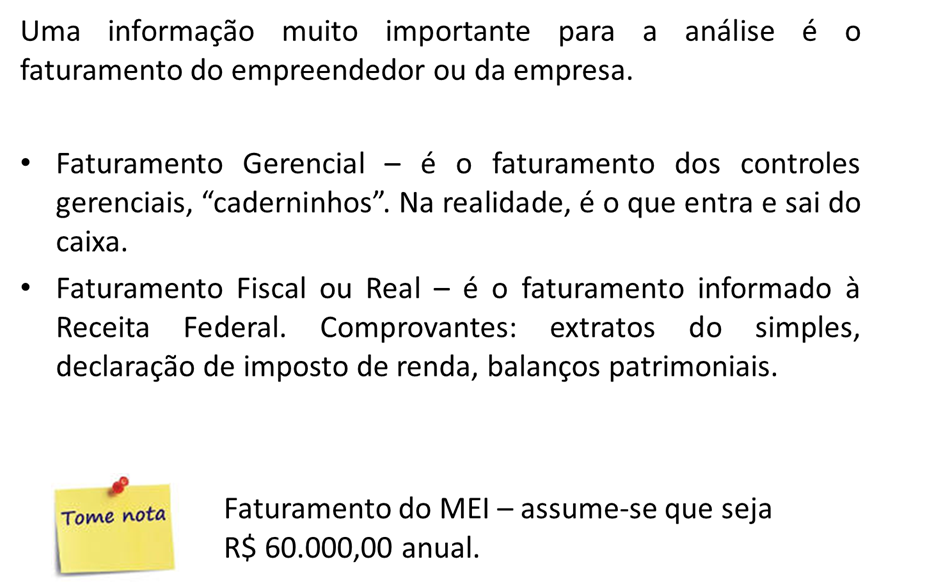 Uma informação muito importante para a análise é o
faturamento do empreendedor ou da empresa.
• Faturamento Gerencial – é o faturamento dos controles
gerenciais, “caderninhos”. Na realidade, é o que entra e sai do
caixa.
• Faturamento Fiscal ou Real – é o faturamento informado à
Receita Federal. Comprovantes: extratos do simples,
declaração de imposto de renda, balanços patrimoniais.
Tome nota
Faturamento do MEI – assume-se que seja
R$ 60.000,00 anual.